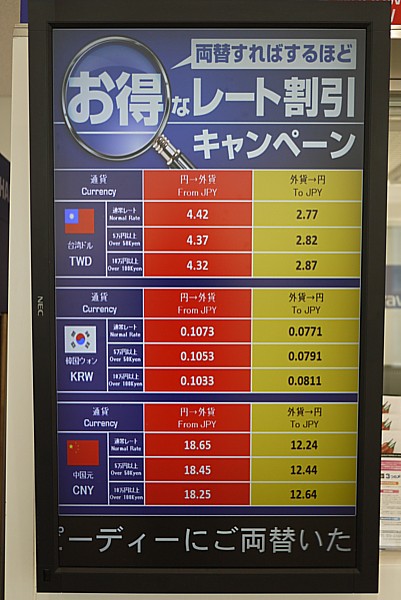 両替すればするほど
お得なレート割引
キャンペーン
通貨 円→外貨 外貨→円
Currency From JPY To JPY
通常レート
Normal Rate 4.42 2.77
5万円以上
Over 50Kyen 4.37 2.82
台湾ドル
TWD
10万円以上
Over 100Kyen 4.32 2.87
通貨 円→外貨 外貨→円
Currency From JPY To JPY
通常レート
Normal Rate 0.1073 0.0771
5万円以上
Over 50Kyen 0.1053 0.0791
韓国ウォン
KRW
10万円以上
Over 100Kyen 0.1033 0.0811
通貨 円→外貨 外貨→円
Currency From JPY To JPY
通常レート
Normal Rate 18.65 12.24
5万円以上
Over 50Kyen 18.45 12.44
中国元
CNY
10万円以上
Over 100Kyen 18.25 12.64
ピーディーにご両替いた
NEC